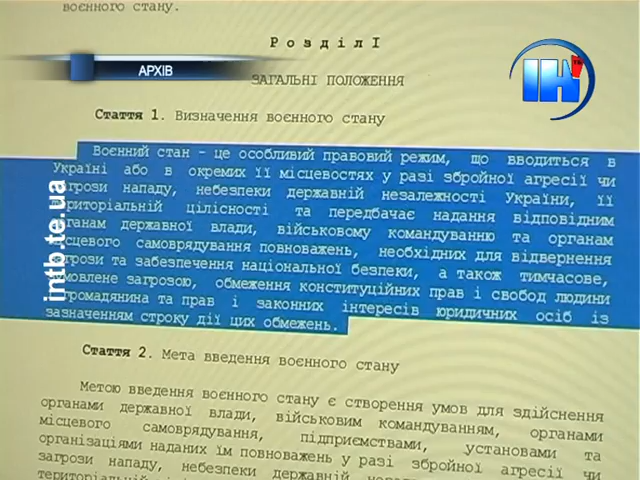 воєнного стану.
Розділ I
АРХІВ
ІН
ТБ
ЗАГАЛЬНІ ПОЛОЖЕННЯ
Стаття 1. Визначення воєнного стану
Воєнний стан - це особливий правовий режим, що вводиться в
Україні або в окремих її місцевостях у разі збройної агресії чи
загрози нападу, небезпеки державній незалежності України, її
територіальній цілісності та передбачає надання відповідним
органам державної влади, військовому командуванню та органам
місцевого самоврядування повноважень, необхідних для відвернення
загрози та забезпечення національної безпеки, а також тимчасове,
зумовлене загрозою, обмеження конституційних прав і свобод людини
і громадянина та прав і законних інтересів юридичних осіб із
зазначенням строку дії цих обмежень.
intb.te.ua
Стаття 2. Мета введення воєнного стану
Метою введення воєнного стану є створення умов для здійснення
органами державної влади, військовим командуванням, органами
місцевого самоврядування, підприємствами, установами та
організаціями наданих їм повноважень у разі збройної агресії чи
загрози нападу, небезпеки державній
територіальній